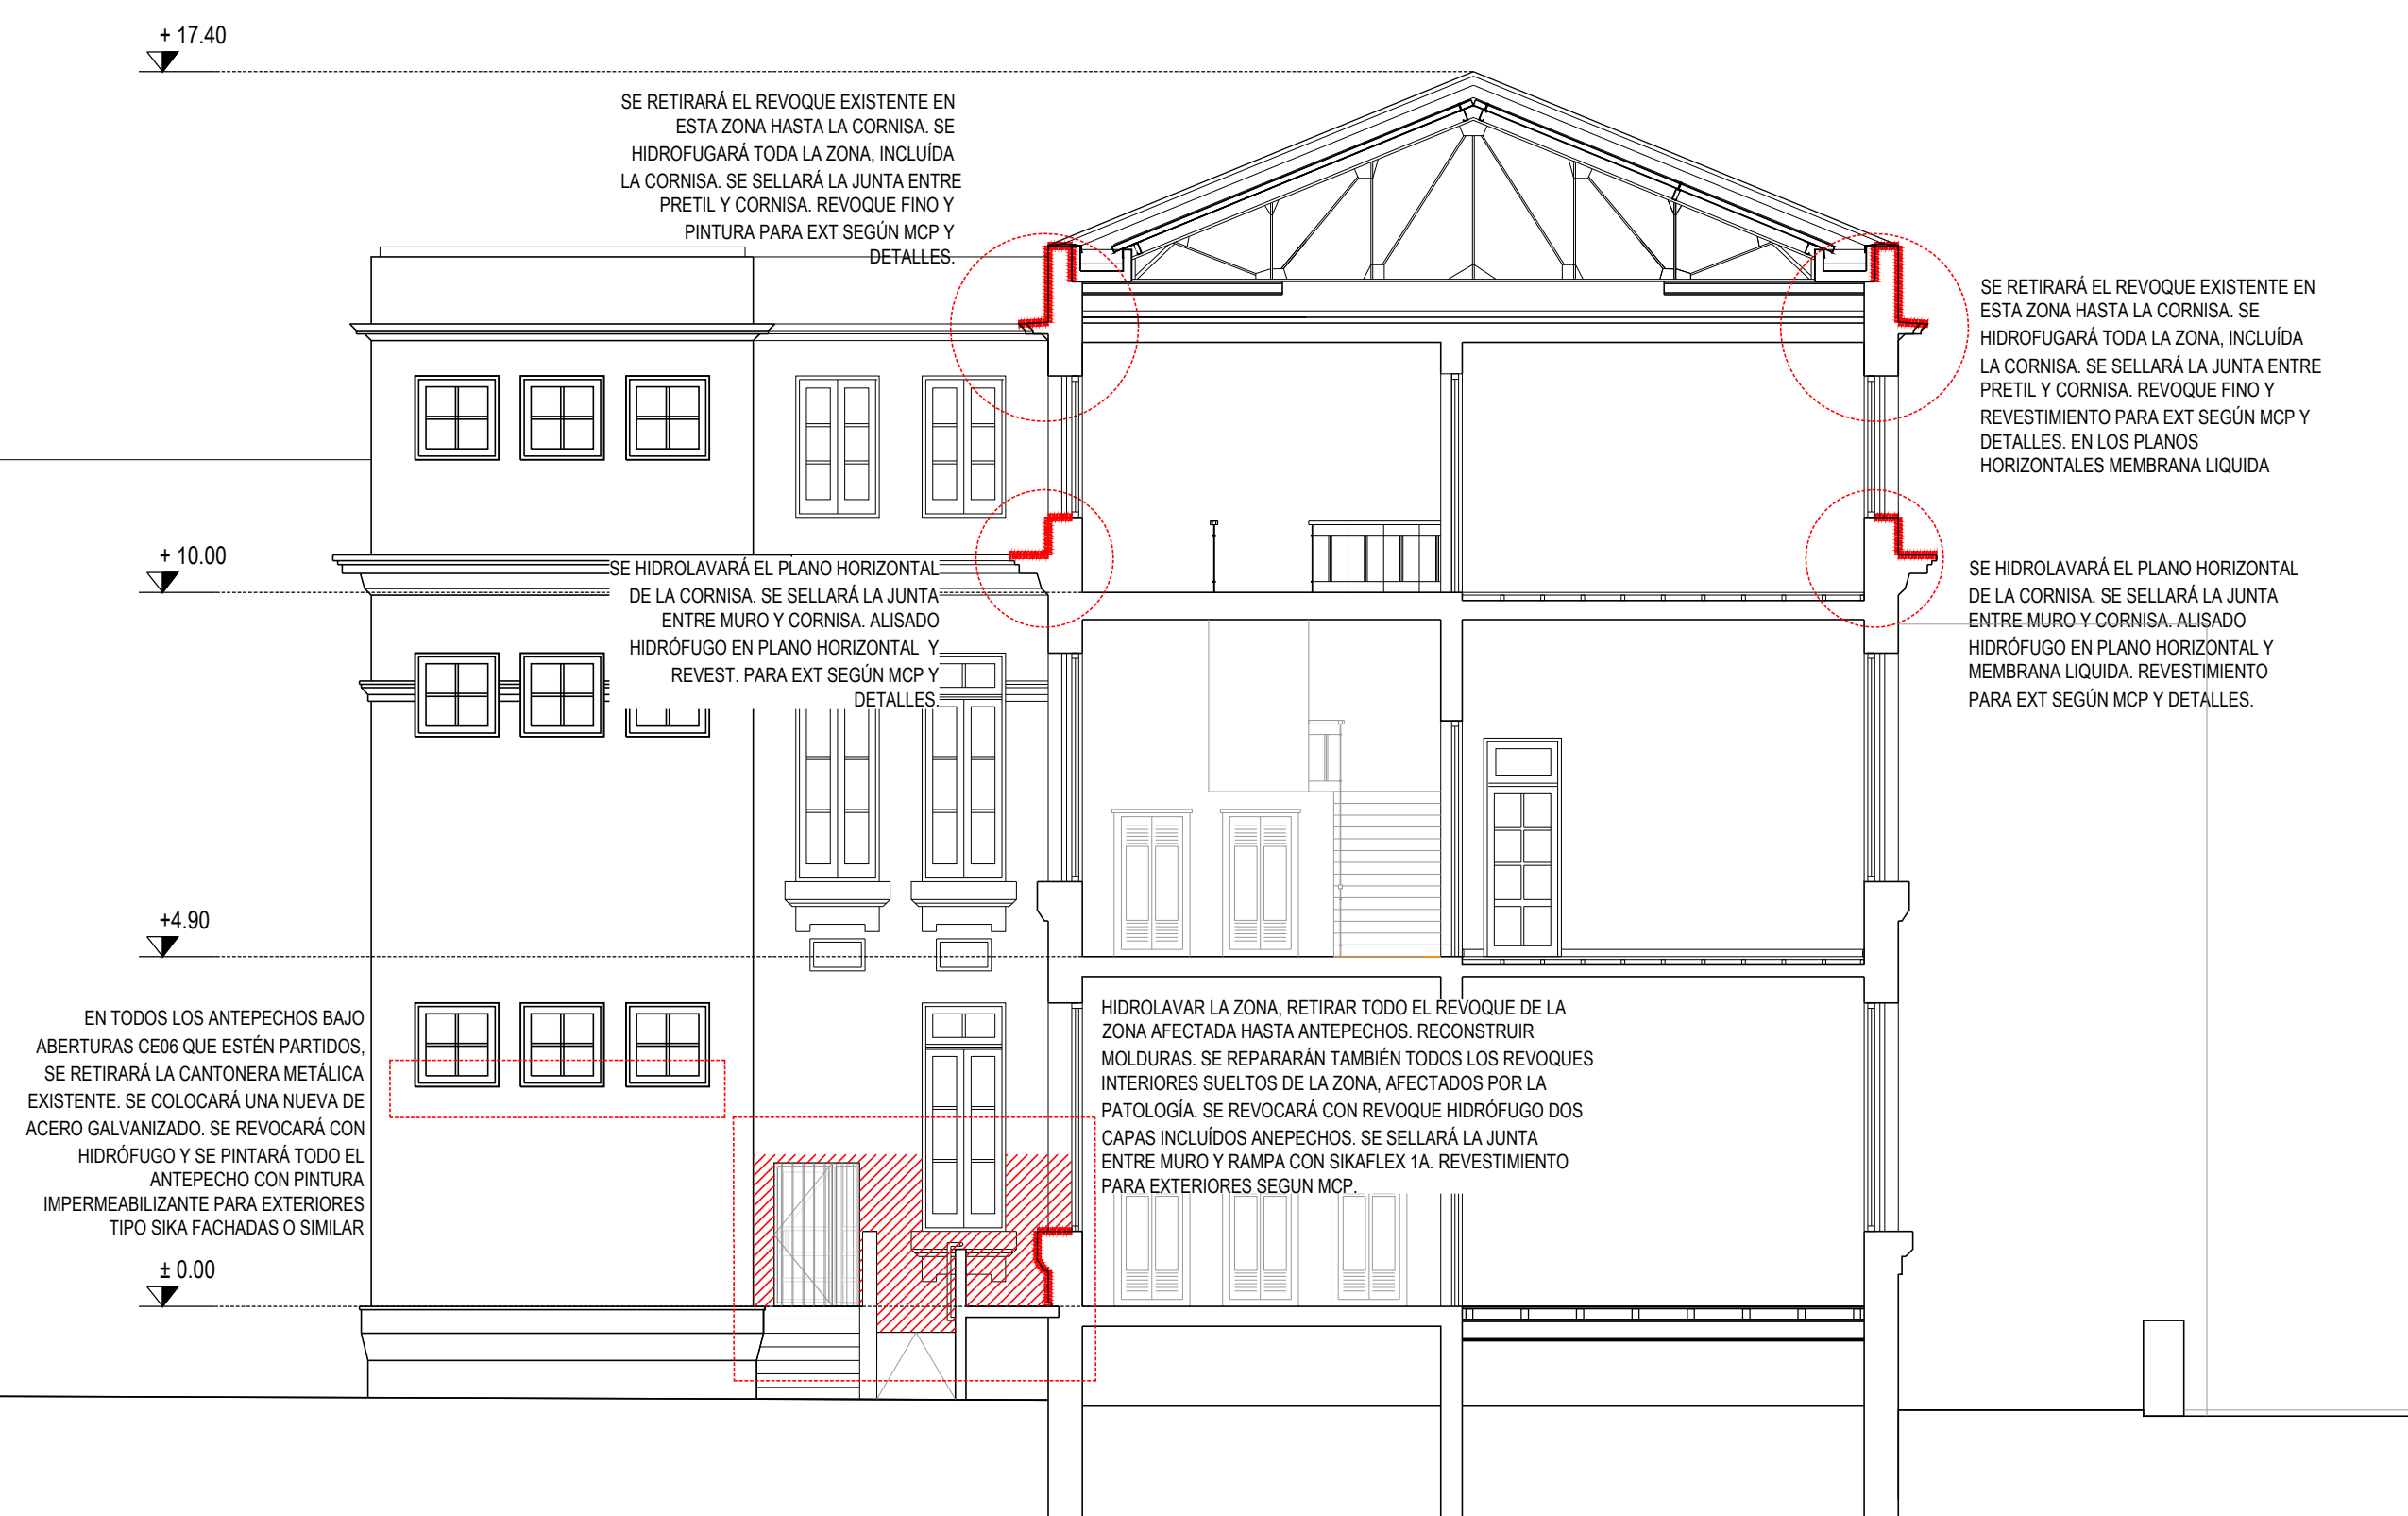 + 17.40
SE RETIRARÁ EL REVOQUE EXISTENTE EN
ESTA ZONA HASTA LA CORNISA. SE
HIDROFUGARÁ TODA LA ZONA, INCLUÍDA
LA CORNISA. SE SELLARÁ LA JUNTA ENTRE
PRETIL Y CORNISA. REVOQUE FINO Y
PINTURA PARA EXT SEGÚN MCP Y
DETALLES.
SE RETIRARÁ EL REVOQUE EXISTENTE EN
ESTA ZONA HASTA LA CORNISA. SE
HIDROFUGARÁ TODA LA ZONA, INCLUÍDA
LA CORNISA. SE SELLARÁ LA JUNTA ENTRE
PRETIL Y CORNISA. REVOQUE FINO Y
REVESTIMIENTO PARA EXT SEGÚN MCP Y
DETALLES. EN LOS PLANOS
HORIZONTALES MEMBRANA LIQUIDA
+ 10.00
SE HIDROLAVARÁ EL PLANO HORIZONTAL
DE LA CORNISA. SE SELLARÁ LA JUNTA
ENTRE MURO Y CORNISA. ALISADO
HIDRÓFUGO EN PLANO HORIZONTAL Y
REVEST. PARA EXT SEGÚN MCP Y
DETALLES.
SE HIDROLAVARÁ EL PLANO HORIZONTAL
DE LA CORNISA. SE SELLARÁ LA JUNTA
ENTRE MURO Y CORNISA. ALISADO
HIDRÓFUGO EN PLANO HORIZONTAL Y
MEMBRANA LIQUIDA. REVESTIMIENTO
PARA EXT SEGÚN MCP Y DETALLES.
+4.90
EN TODOS LOS ANTEPECHOS BAJO
ABERTURAS CE06 QUE ESTÉN PARTIDOS,
SE RETIRARÁ LA CANTONERA METÁLICA
EXISTENTE. SE COLOCARÁ UNA NUEVA DE
ACERO GALVANIZADO. SE REVOCARÁ CON
HIDRÓFUGO Y SE PINTARÁ TODO EL
ANTEPECHO CON PINTURA
IMPERMEABILIZANTE PARA EXTERIORES
TIPO SIKA FACHADAS O SIMILAR
HIDROLAVAR LA ZONA, RETIRAR TODO EL REVOQUE DE LA
ZONA AFECTADA HASTA ANTEPECHOS. RECONSTRUIR
MOLDURAS. SE REPARARÁN TAMBIÉN TODOS LOS REVOQUES
INTERIORES SUELTOS DE LA ZONA, AFECTADOS POR LA
PATOLOGÍA. SE REVOCARÁ CON REVOQUE HIDRÓFUGO DOS
CAPAS INCLUÍDOS ANEPECHOS. SE SELLARÁ LA JUNTA
ENTRE MURO Y RAMPA CON SIKAFLEX 1A. REVESTIMIENTO
PARA EXTERIORES SEGUN MCP.
± 0.00